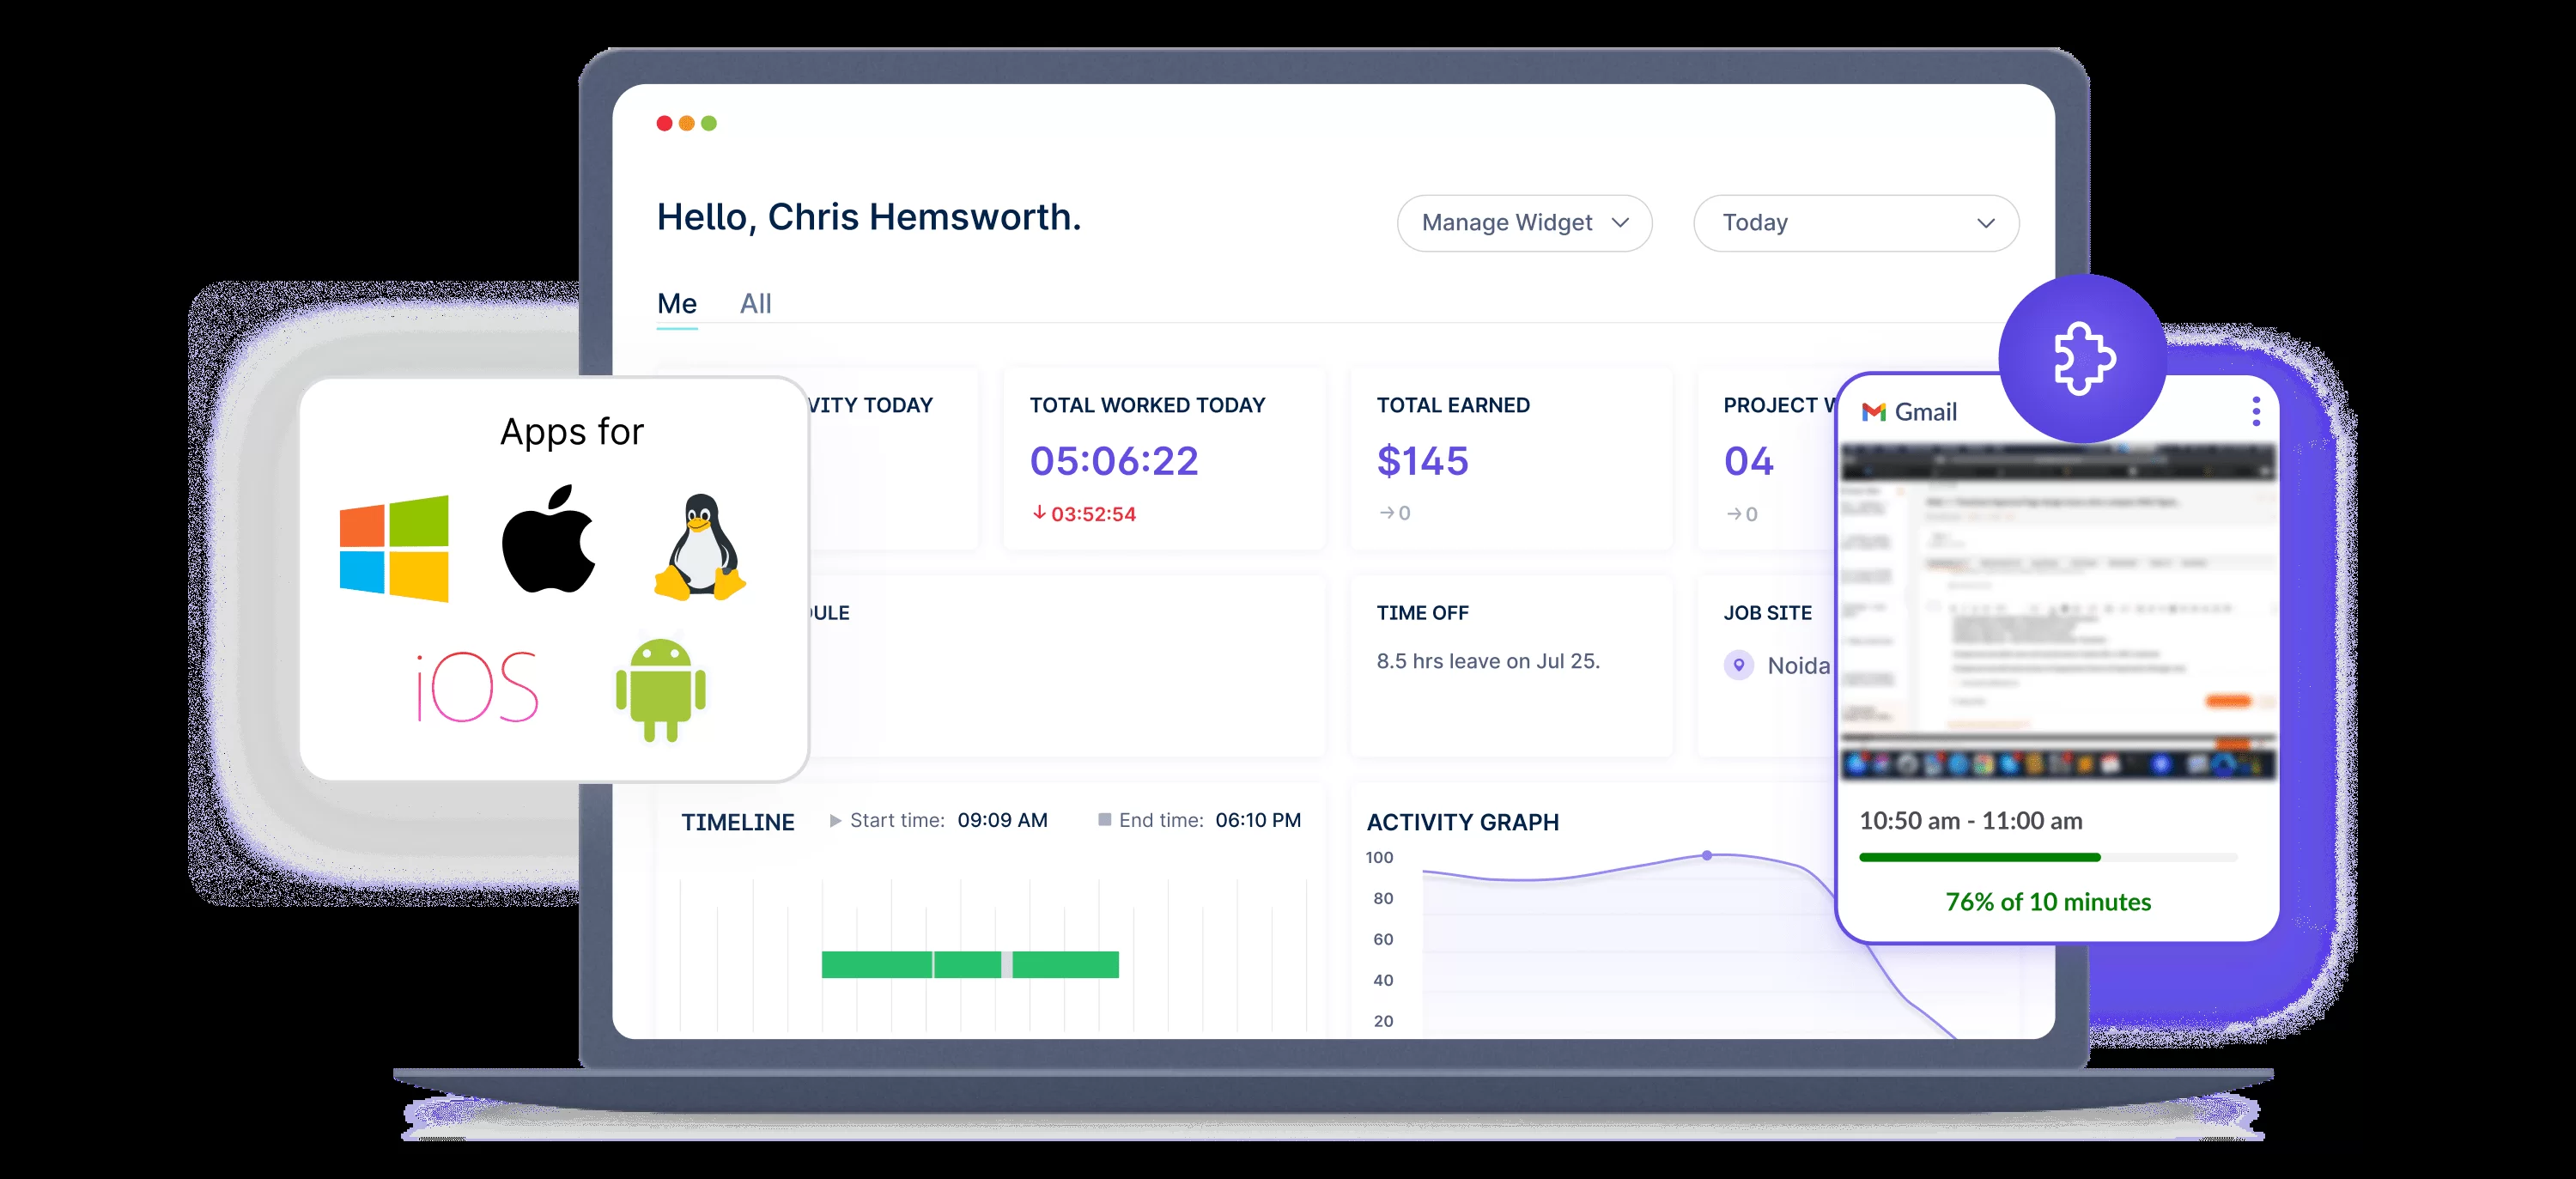 Hello, Chris Hemsworth.
Manage Widget
Today
Me
All
Apps for
iOS
VITY TODAY
TOTAL WORKED TODAY
05:06:22
03:52:54
TOTAL EARNED
$145
→0
PROJECT W
04
→0
ULE
TIME OFF
8.5 hrs leave on Jul 25.
JOB SITE
Noida
Gmail
10:50 am - 11:00 am
76% of 10 minutes
TIMELINE
Start time: 09:09 AM
End time: 06:10 PM
ACTIVITY GRAPH
100
80
60
40
20